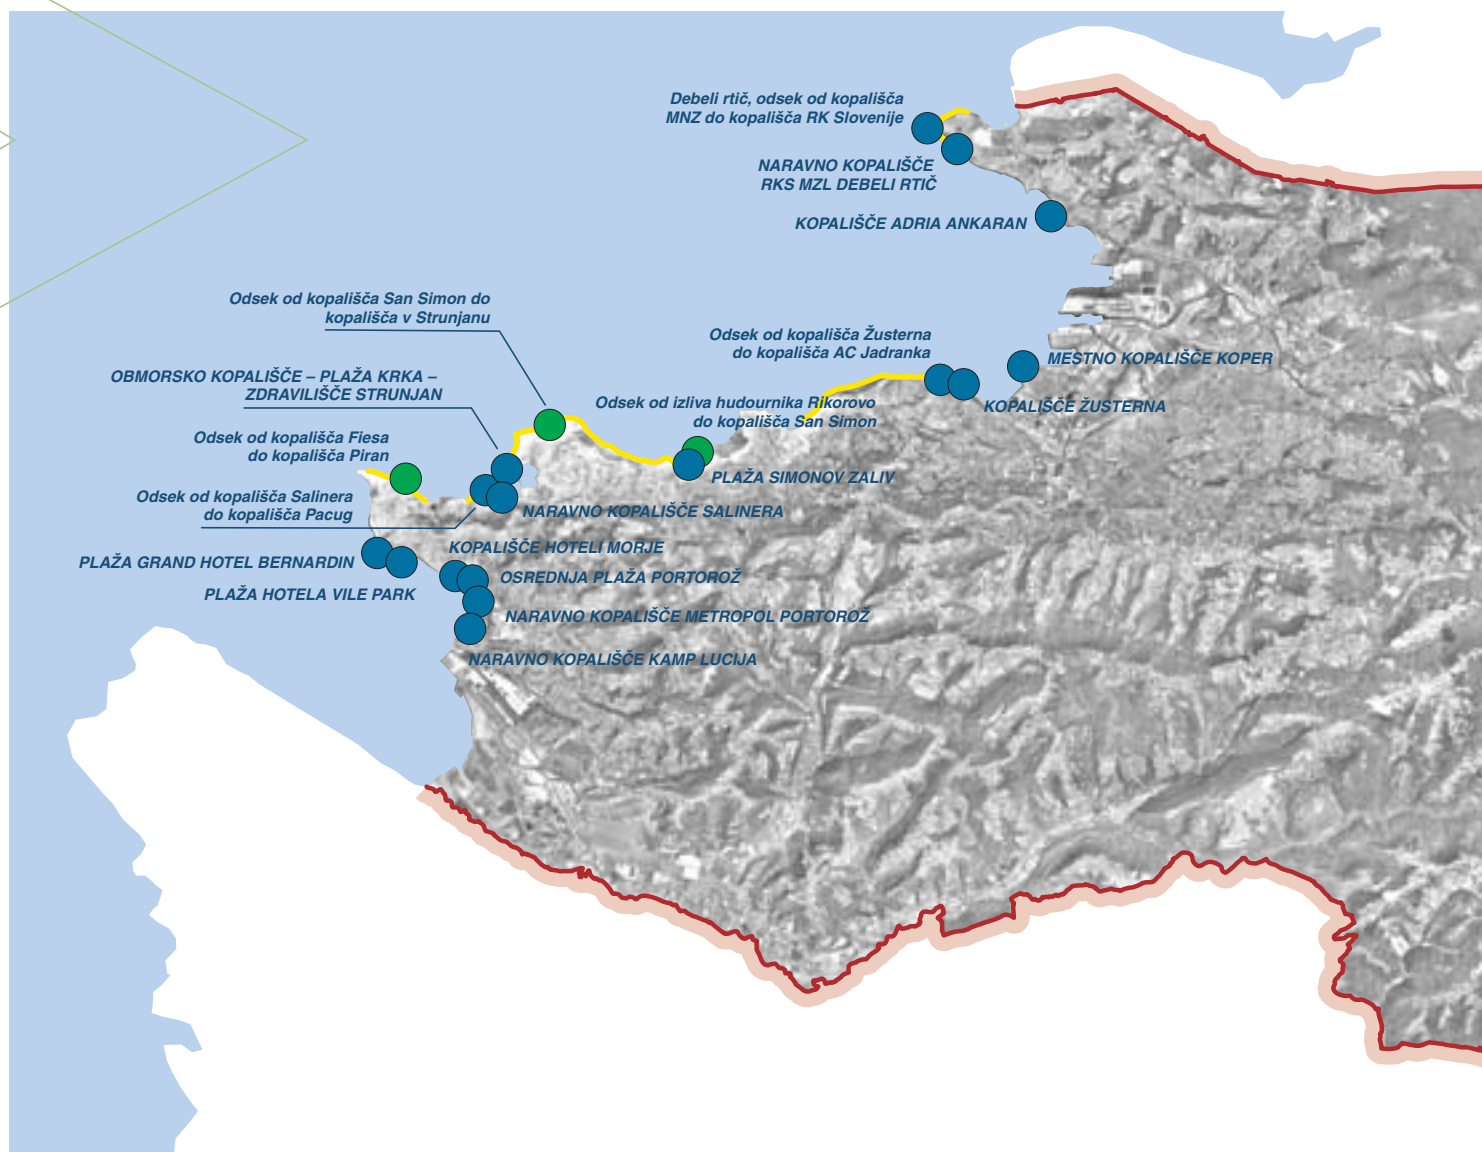 Debeli rtič, odsek od kopališča
MNZ do kopališča RK Slovenije
NARAVNO KOPALIŠČE
RKS MZL DEBELI RTIČ
KOPALIŠČE ADRIA ANKARAN
Odsek od kopališča San Simon do
kopališča v Strunjanu
Odsek od kopališča Žusterna
do kopališča AC Jadranka
MESTNO KOPALIŠČE KOPER
OBMORSKO KOPALIŠČE – PLAŽA KRKA –
ZDRAVILIŠČE STRUNJAN
Odsek od izliva hudournika Rikorovo
do kopališča San Simon
KOPALIŠČE ŽUSTERNA
Odsek od kopališča Fiesa
do kopališča Piran
PLAŽA SIMONOV ZALIV
Odsek od kopališča Salinera
do kopališča Pacug
NARAVNO KOPALIŠČE SALINERA
KOPALIŠČE HOTELI MORJE
PLAŽA GRAND HOTEL BERNARDIN
OSREDNJA PLAŽA PORTOROŽ
PLAŽA HOTELA VILE PARK
NARAVNO KOPALIŠČE METROPOL PORTOROŽ
NARAVNO KOPALIŠČE KAMP LUCIJA